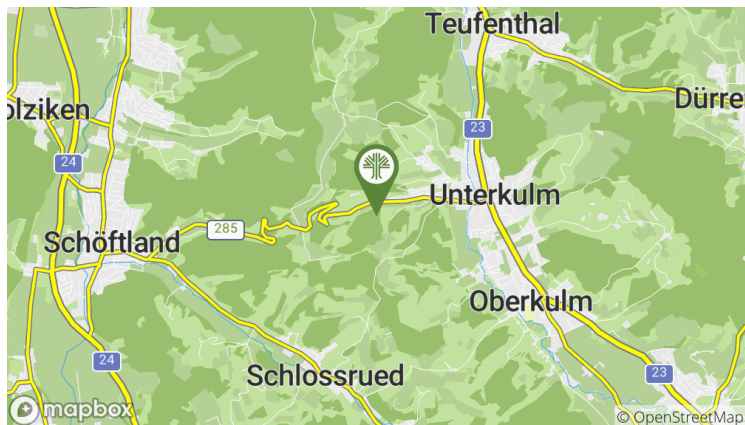 Teufenthal
olziken
Dürre
23
24
Unterkulm
285
Schöftland
Oberkulm
24
Schlossrued
23
mapbox
© OpenStreetMap